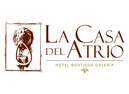 LA CASA
DEL ATRIO
HOTEL BOUTIQUE GALERÍA